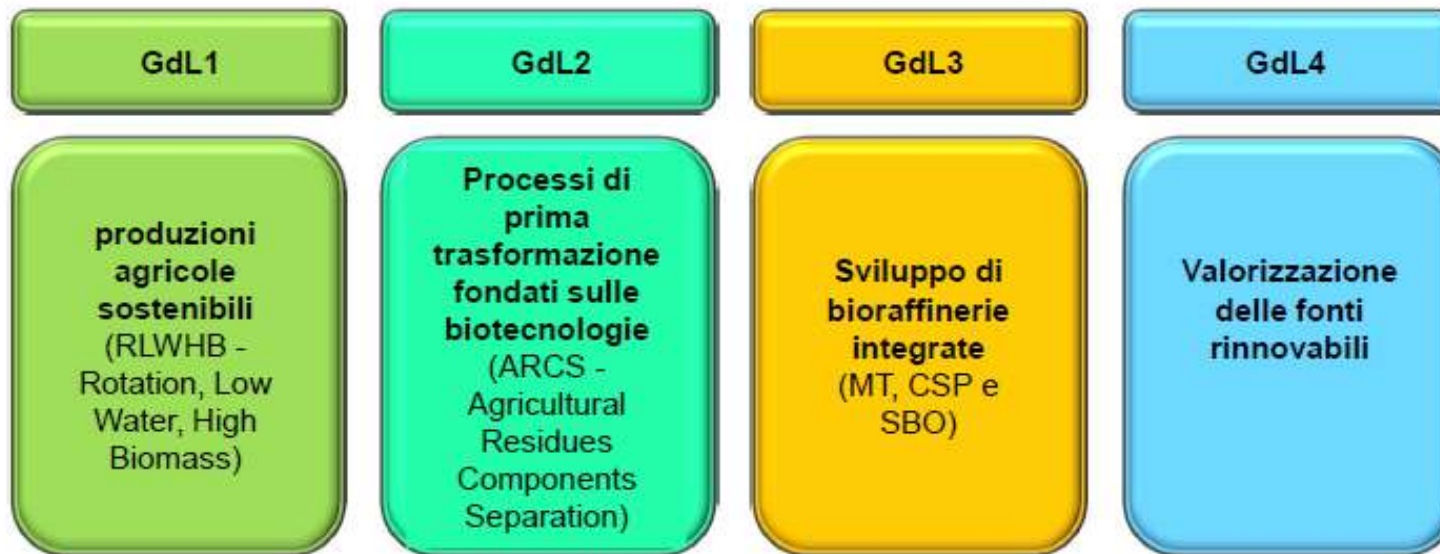 GdL1
GdL2
GdL3
GdL4
produzioni
agricole
sostenibili
(RLWHB -
Rotation, Low
Water, High
Biomass)
Processi di
prima
trasformazione
fondati sulle
biotecnologie
(ARCS -
Agricultural
Residues
Components
Separation)
Sviluppo di
bioraffinerie
integrate
(MT, CSP e
SBO)
Valorizzazione
delle fonti
rinnovabili